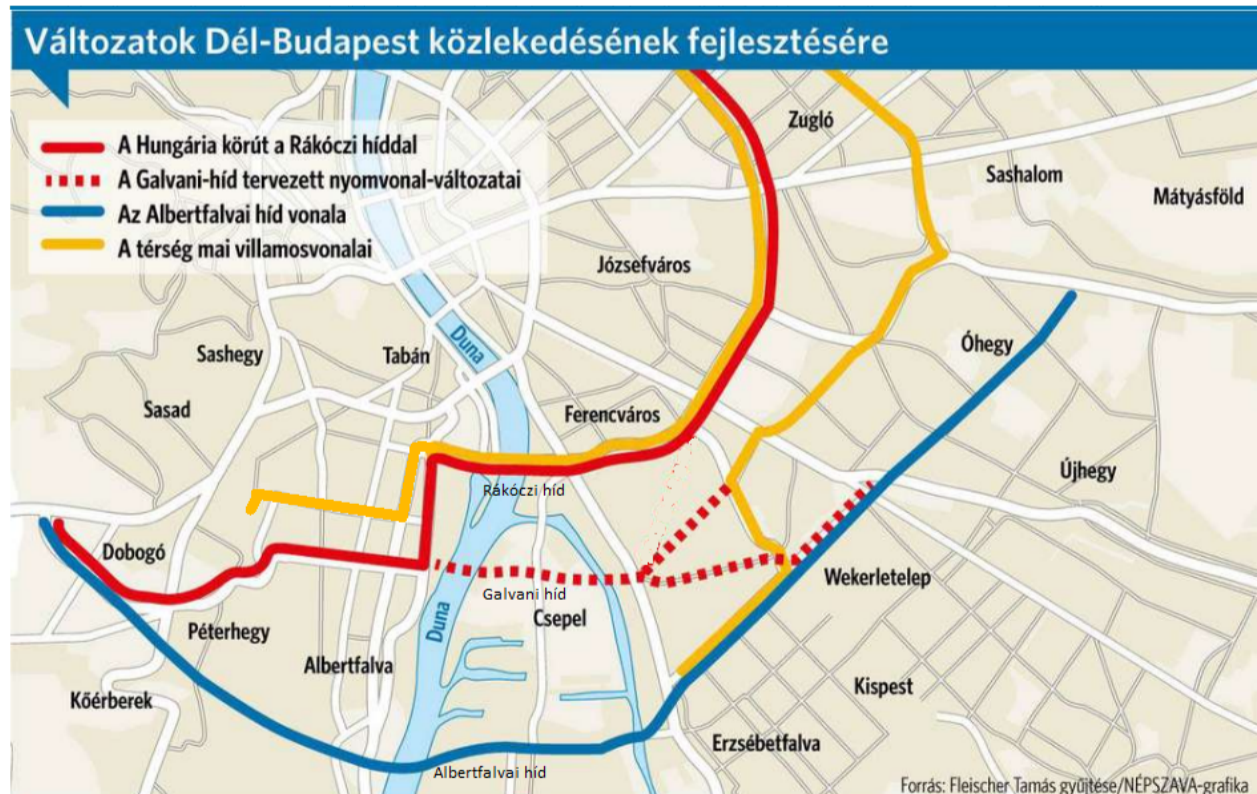 Változatok Dél-Budapest közlekedésének fejlesztésére
A Hungária körút a Rákóczi híddal
A Galvani-híd tervezett nyomvonal-változatai
Az Albertfalvai híd vonala
A térség mai villamosvonalai
Zugló
Sashalom
Mátyásföld
Józsefváros
Duna
Óhegy
Sashegy
Tabán
Sasad
Ferencváros
Újhegy
Rákóczi híd
Dobogó
Wekerletelep
Galvani híd
Duna
Csepel
Péterhegy
Albertfalva
Kispest
Kőérberek
Erzsébetfalva
Albertfalvai híd
Forrás: Fleischer Tamás gyűjtése/NÉPSZAVA-grafika